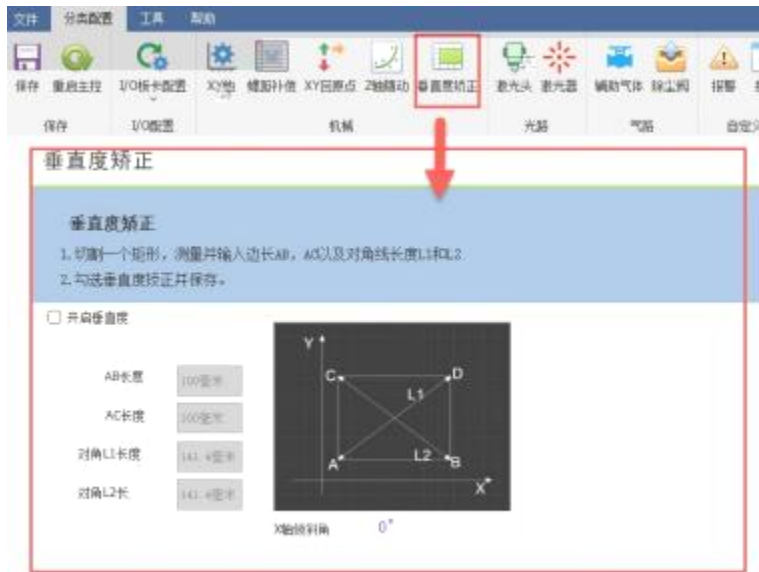 文件 分类配置 工具 帮助
保存 重启主控 I/O板卡配置 XY轴 螺距补偿 XY回原点 Z轴随动 垂直度矫正 激光头 激光器 辅助气体 除尘阀 报警
保存 I/O配置 机械 光路 气路 自定义
垂直度矫正
垂直度矫正
1.切割一个矩形，测量并输入边长AB，AC以及对角线长度L1和L2
2.勾选垂直度矫正并保存。
开启垂直度
Y
C D
L1
AB长度 100毫米
AC长度 100毫米
对角L1长度 141.4毫米
A L2 B
对角L2长 141.4毫米
X
X轴倾斜角 0°